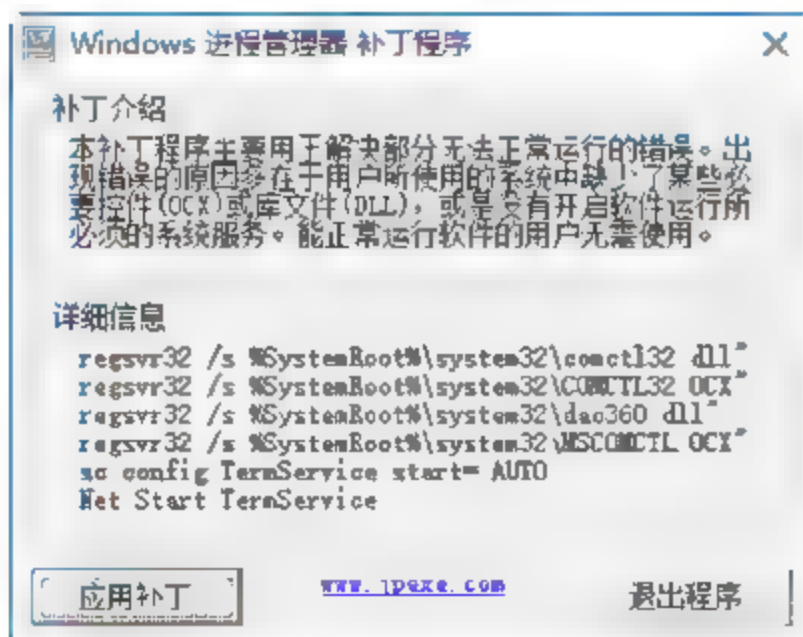 Windows 进程管理器 补丁程序
补丁介绍
本补丁程序主要用于解决部分无法正常运行的错误。出
现错误的原因多在于用户所使用的系统中缺少了某些必
要控件(OCX)或库文件(DLL)，或是没有开启软件运行所
必须的系统服务。能正常运行软件的用户无需使用。
详细信息
regsvr32 /s %SystemRoot%\system32\comctl32 dll"
regsvr32 /s %SystemRoot%\system32\COMCTL32 OCX"
regsvr32 /s %SystemRoot%\system32\dao360 dll"
regsvr32 /s %SystemRoot%\system32\MSCOMCTL OCX"
sc config TermService start= AUTO
Net Start TermService
应用补丁
退出程序